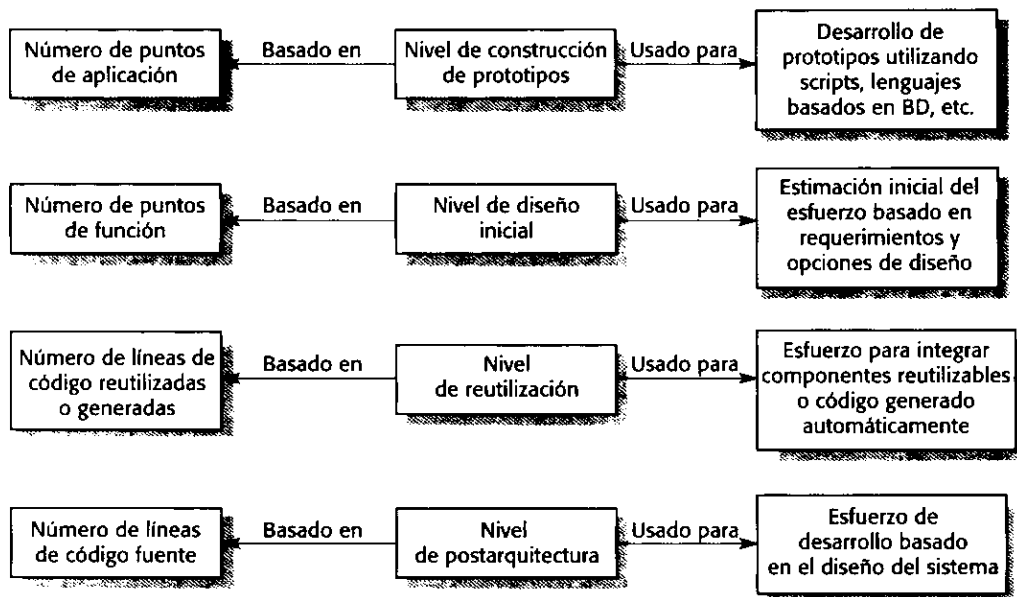 Número de puntos
de aplicación
Basado en
Nivel de construcción
de prototipos
Usado para
Desarrollo de
prototipos utilizando
scripts, lenguajes
basados en BD, etc.
Número de puntos
de función
Basado en
Nivel de diseño
inicial
Usado para
Estimación inicial del
esfuerzo basado en
requerimientos y
opciones de diseño
Número de líneas de
código reutilizadas
o generadas
Basado en
Nivel
de reutilización
Usado para
Esfuerzo para integrar
componentes reutilizables
o código generado
automáticamente
Número de líneas
de código fuente
Basado en
Nivel
de postarquitectura
Usado para
Esfuerzo de
desarrollo basado
en el diseño del sistema